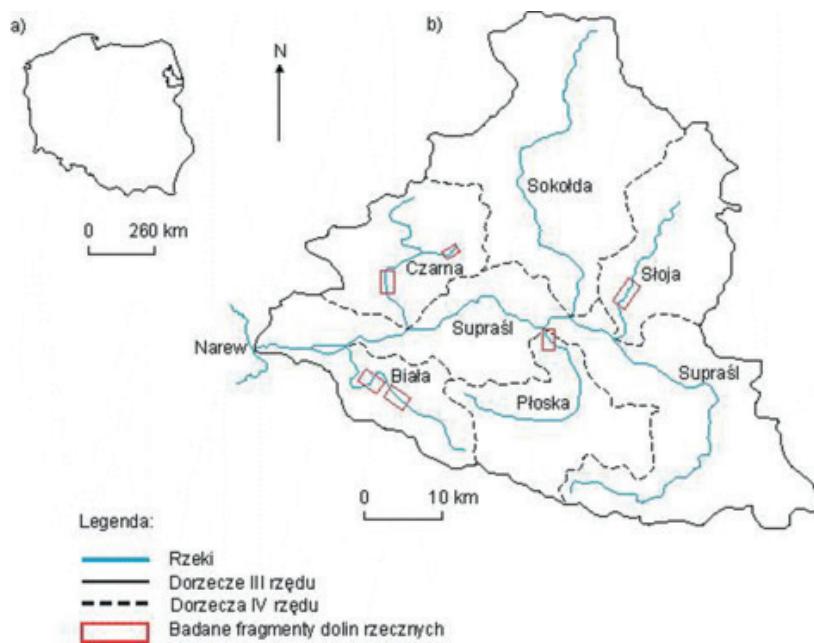 a)
b)
N
0 260 km
Sokołda
Czarna
Słoja
Supraśl
Narew
Biała
Supraśl
Płoska
0 10 km
Legenda:
Rzeki
Dorzecze III rzędu
Dorzecza IV rzędu
Badane fragmenty dolin rzecznych